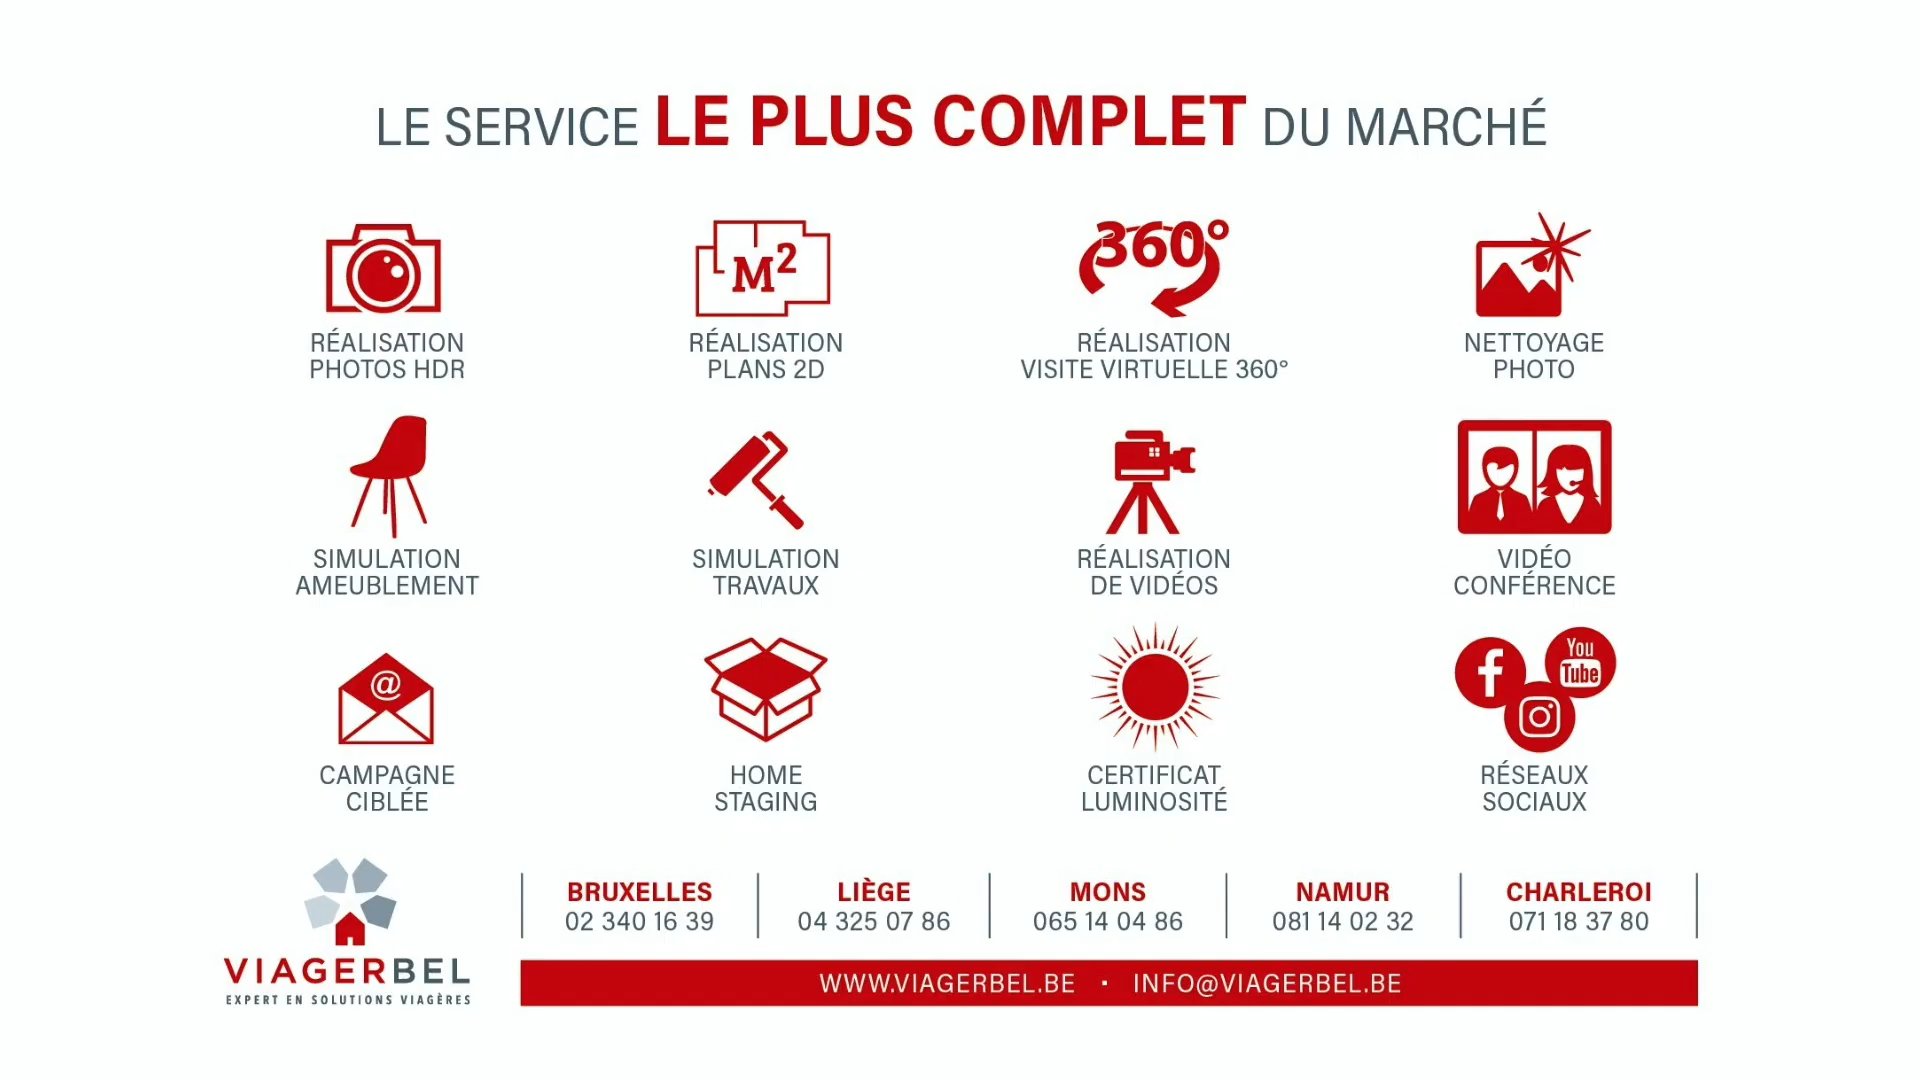 LE SERVICE LE PLUS COMPLET DU MARCHÉ
M²
360°
RÉALISATION
PHOTOS HDR
RÉALISATION
PLANS 2D
RÉALISATION
VISITE VIRTUELLE 360°
NETTOYAGE
PHOTO
SIMULATION
AMEUBLEMENT
SIMULATION
TRAVAUX
RÉALISATION
DE VIDÉOS
VIDÉO
CONFÉRENCE
@
f
You
Tube
CAMPAGNE
CIBLÉE
HOME
STAGING
CERTIFICAT
LUMINOSITÉ
RÉSEAUX
SOCIAUX
VIAGERBEL
EXPERT EN SOLUTIONS VIAGÈRES
BRUXELLES
02 340 16 39
LIÈGE
04 325 07 86
MONS
065 14 04 86
NAMUR
081 14 02 32
CHARLEROI
071 18 37 80
WWW.VIAGERBEL.BE · INFO@VIAGERBEL.BE